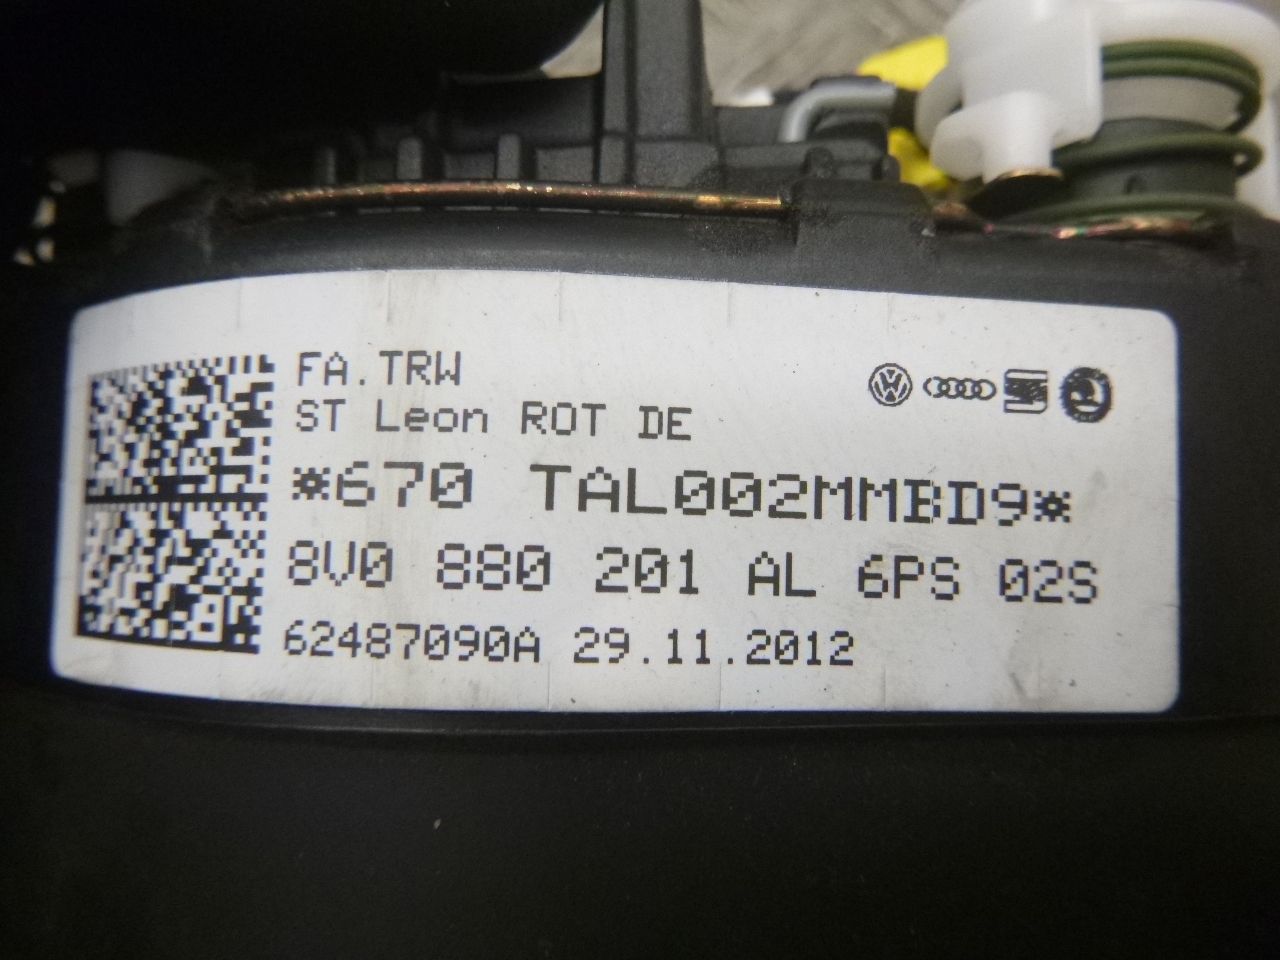 FA.TRW
ST Leon ROT DE
*670 TAL002MMBD9*
8V0 880 201 AL 6PS 02S
62487090A 29.11.2012